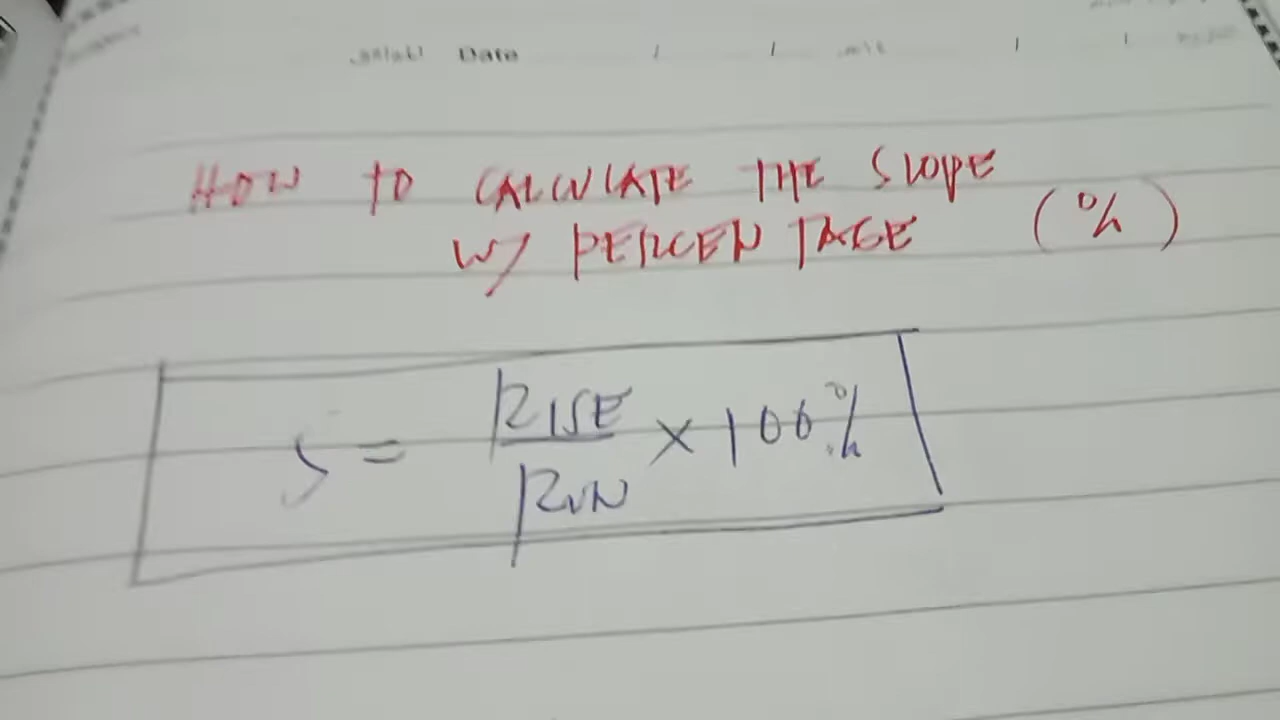 Date / / / /
HOW TO CALCULATE THE SLOPE
W/ PERCENTAGE (%)
S = RISE / RUN × 100%